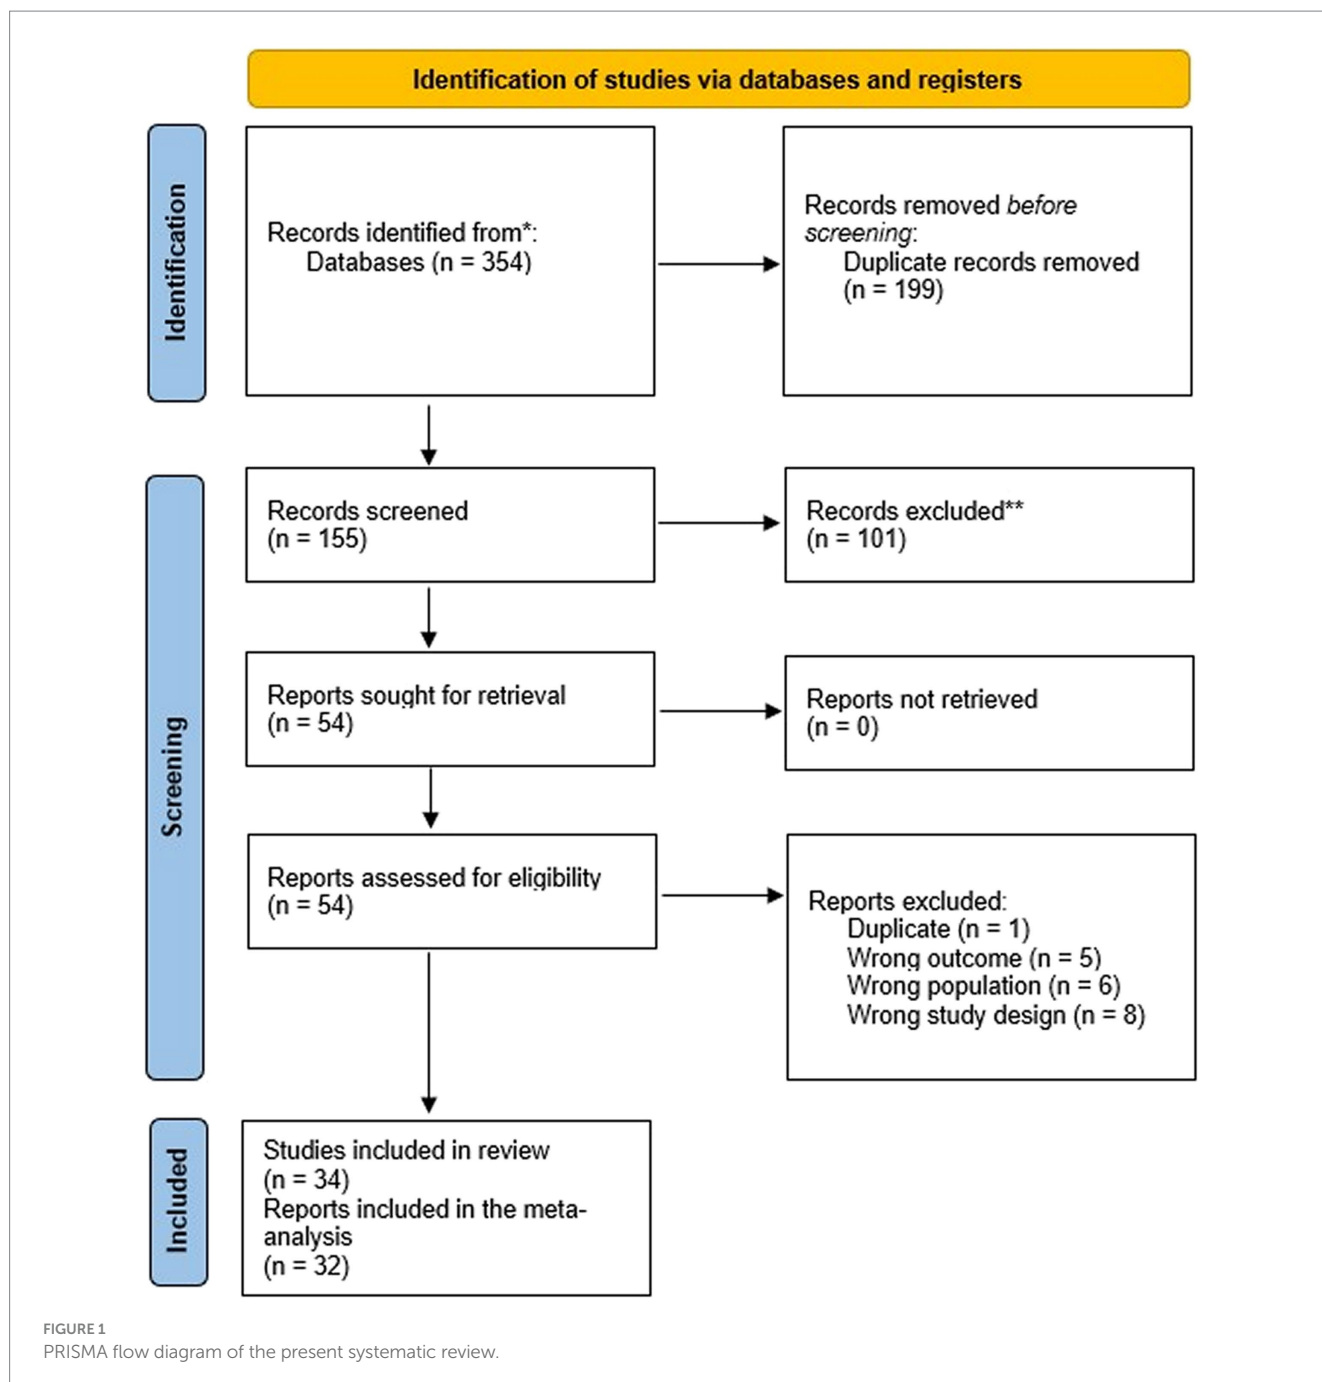 Identification of studies via databases and registers
Identification
Records identified from*:
Databases (n = 354)
Records removed before
screening:
Duplicate records removed
(n = 199)
Screening
Records screened
(n = 155)
Records excluded**
(n = 101)
Reports sought for retrieval
(n = 54)
Reports not retrieved
(n = 0)
Reports assessed for eligibility
(n = 54)
Reports excluded:
Duplicate (n = 1)
Wrong outcome (n = 5)
Wrong population (n = 6)
Wrong study design (n = 8)
Included
Studies included in review
(n = 34)
Reports included in the meta-
analysis
(n = 32)
FIGURE 1
PRISMA flow diagram of the present systematic review.